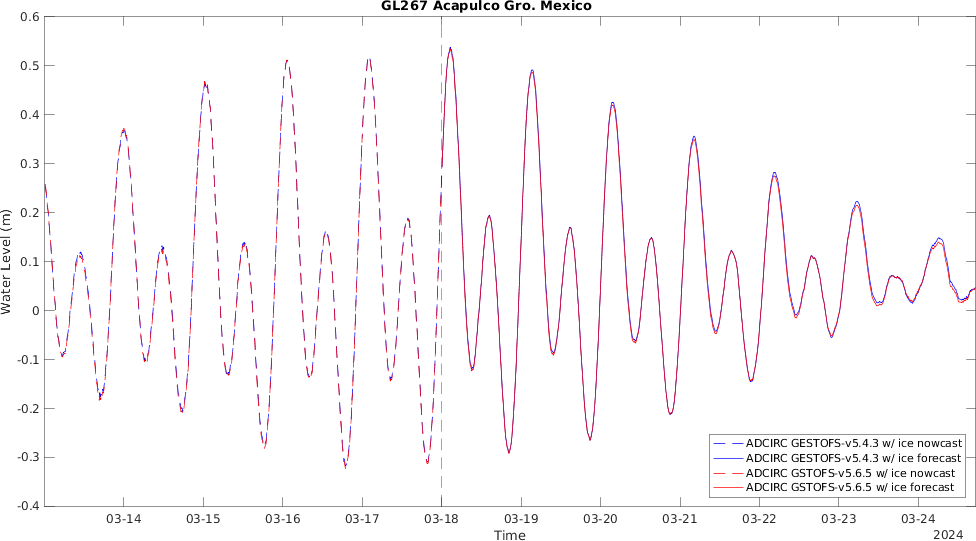 GL267 Acapulco Gro. Mexico
Water Level (m)
0.6
0.5
0.4
0.3
0.2
0.1
0
-0.1
-0.2
-0.3
-0.4
ADCIRC GESTOFS-v5.4.3 w/ ice nowcast
ADCIRC GESTOFS-v5.4.3 w/ ice forecast
ADCIRC GSTOFS-v5.6.5 w/ ice nowcast
ADCIRC GSTOFS-v5.6.5 w/ ice forecast
03-14 03-15 03-16 03-17 03-18 03-19 03-20 03-21 03-22 03-23 03-24
Time
2024